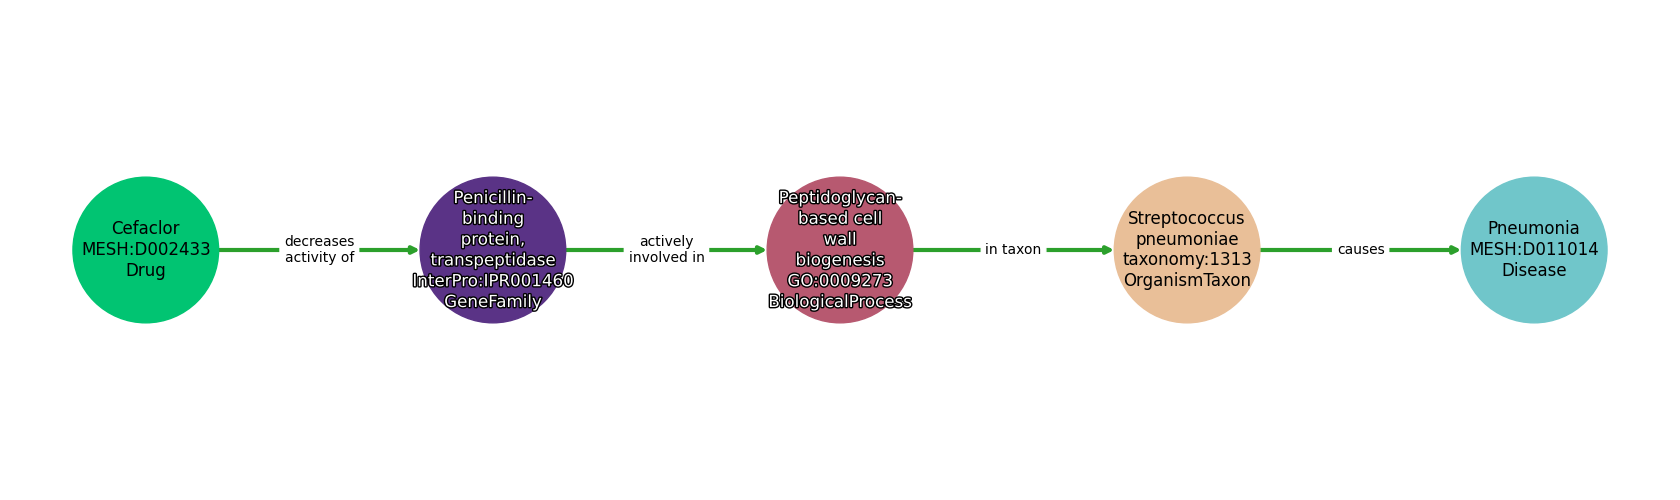 Cefaclor
MESH:D002433
Drug
decreases
activity of
Penicillin-
binding
protein,
transpeptidase
InterPro:IPR001460
GeneFamily
actively
involved in
Peptidoglycan-
based cell
wall
biogenesis
GO:0009273
BiologicalProcess
in taxon
Streptococcus
pneumoniae
taxonomy:1313
OrganismTaxon
causes
Pneumonia
MESH:D011014
Disease